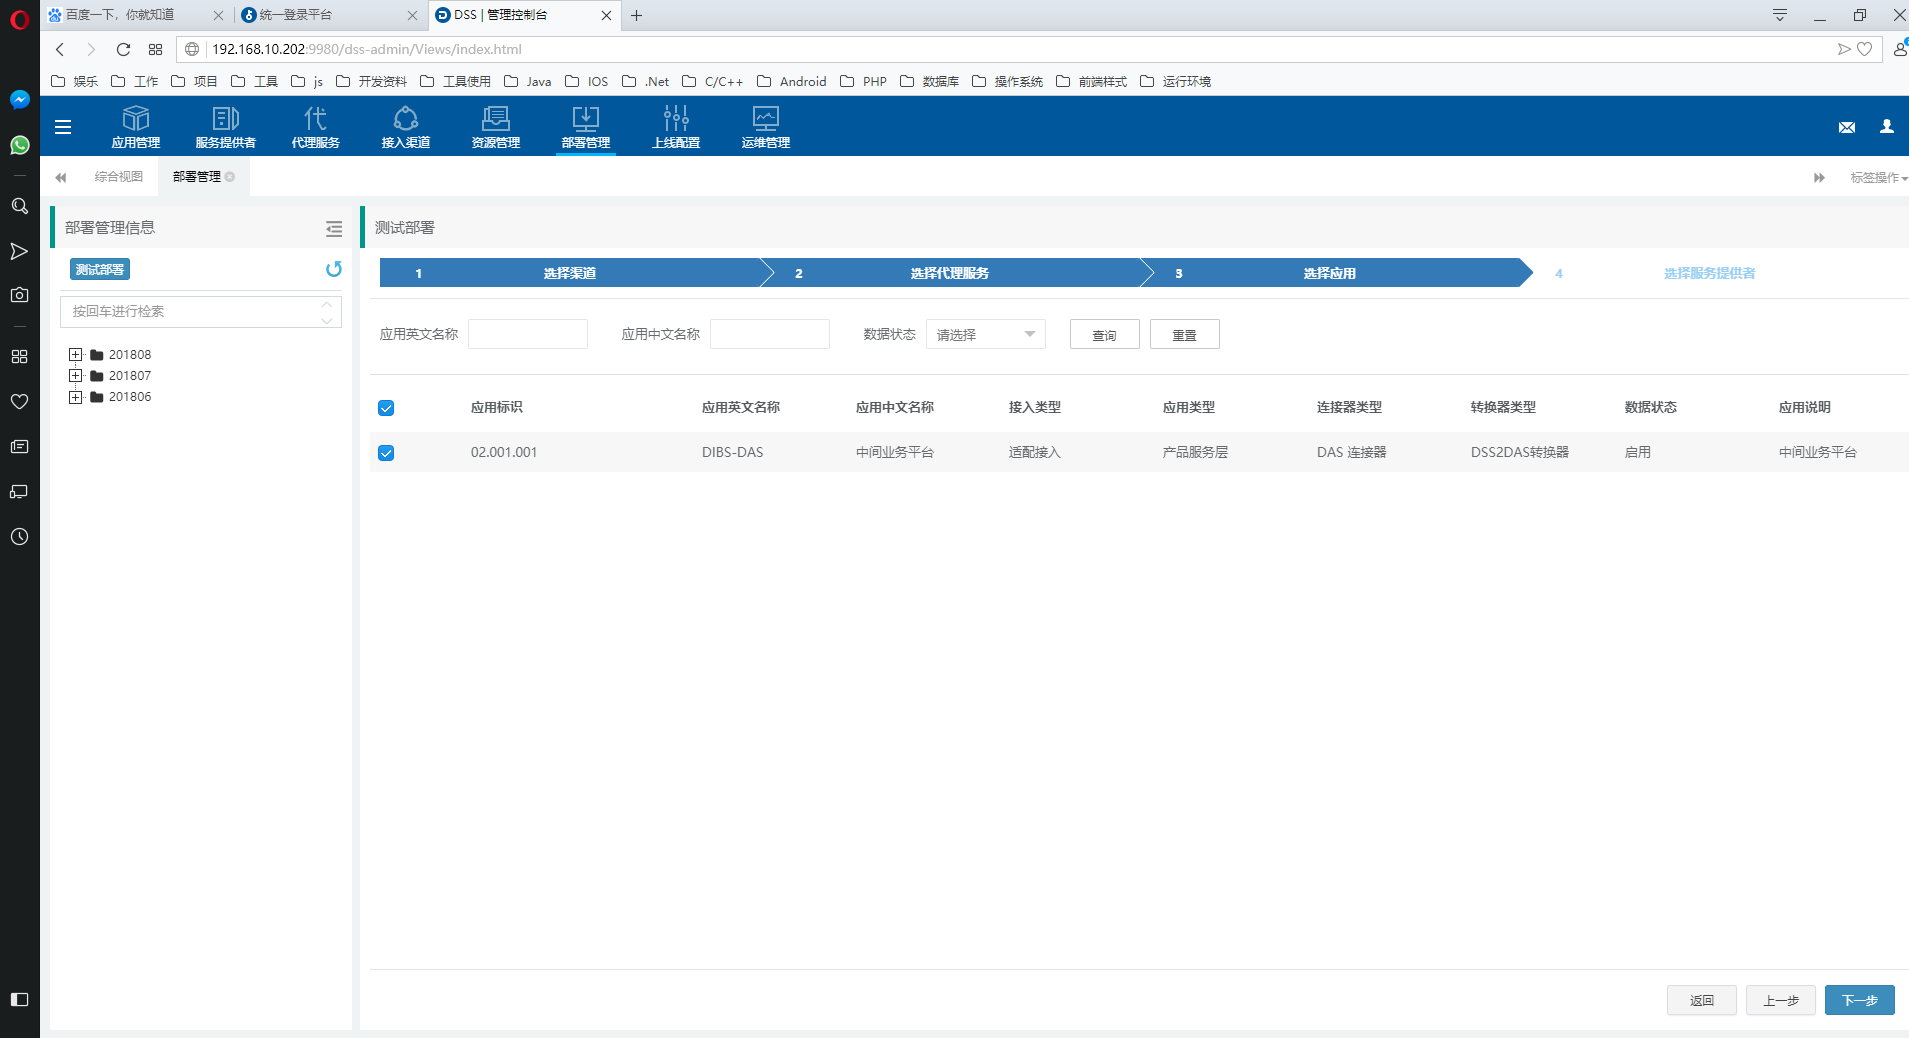 百度一下，你就知道
统一登录平台
DSS | 管理控制台
192.168.10.202:9980/dss-admin/Views/index.html
娱乐 工作 项目 工具 js 开发资料 工具使用 Java IOS .Net C/C++ Android PHP 数据库 操作系统 前端样式 运行环境
应用管理 服务提供者 代理服务 接入渠道 资源管理 部署管理 上线配置 运维管理
综合视图 部署管理 标签操作
部署管理信息
测试部署
按回车进行检索
201808
201807
201806
测试部署
1 选择渠道 2 选择代理服务 3 选择应用 4 选择服务提供者
应用英文名称 应用中文名称 数据状态 请选择 查询 重置
应用标识 应用英文名称 应用中文名称 接入类型 应用类型 连接器类型 转换器类型 数据状态 应用说明
02.001.001 DIBS-DAS 中间业务平台 适配接入 产品服务层 DAS 连接器 DSS2DAS转换器 启用 中间业务平台
返回 上一步 下一步